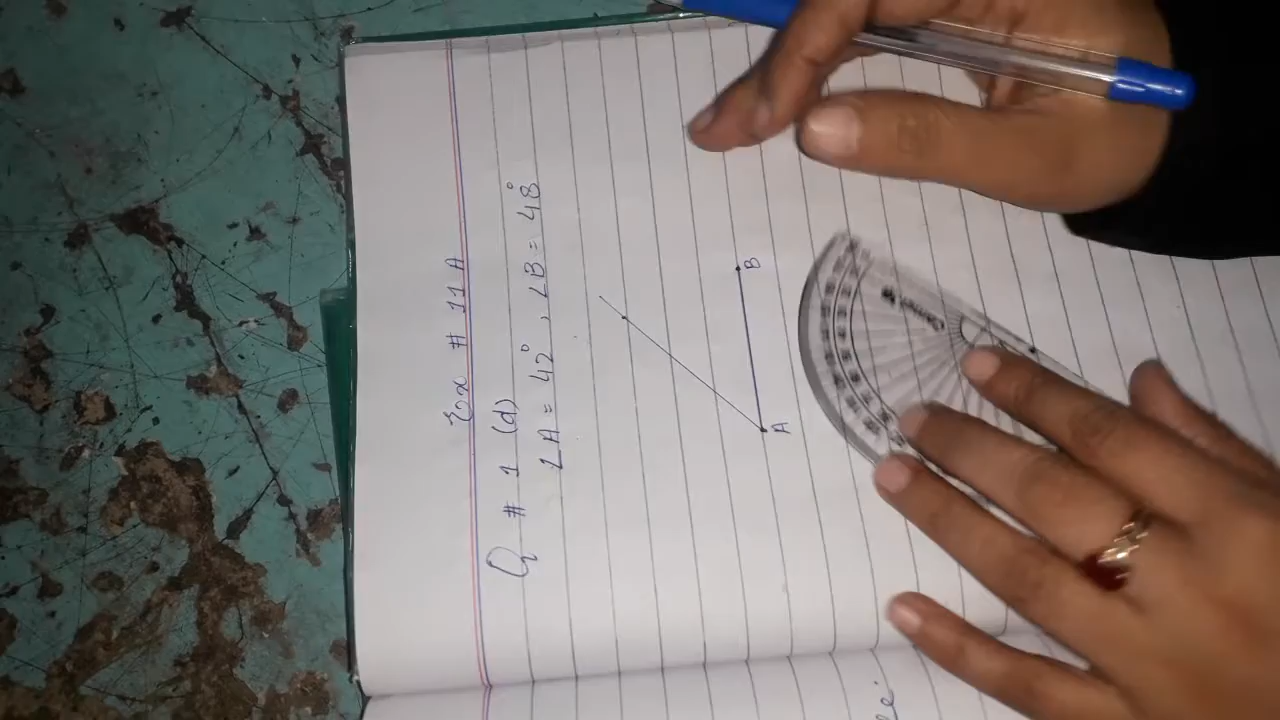 Ex # 11 A
Q # 1 (d)
∠A = 42°, ∠B = 48°
A
B